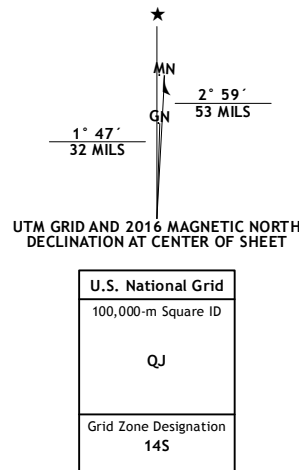 ★
MN
GN
2° 59´
53 MILS
1° 47´
32 MILS
UTM GRID AND 2016 MAGNETIC NORTH
DECLINATION AT CENTER OF SHEET
U.S. National Grid
100,000-m Square ID
QJ
Grid Zone Designation
14S